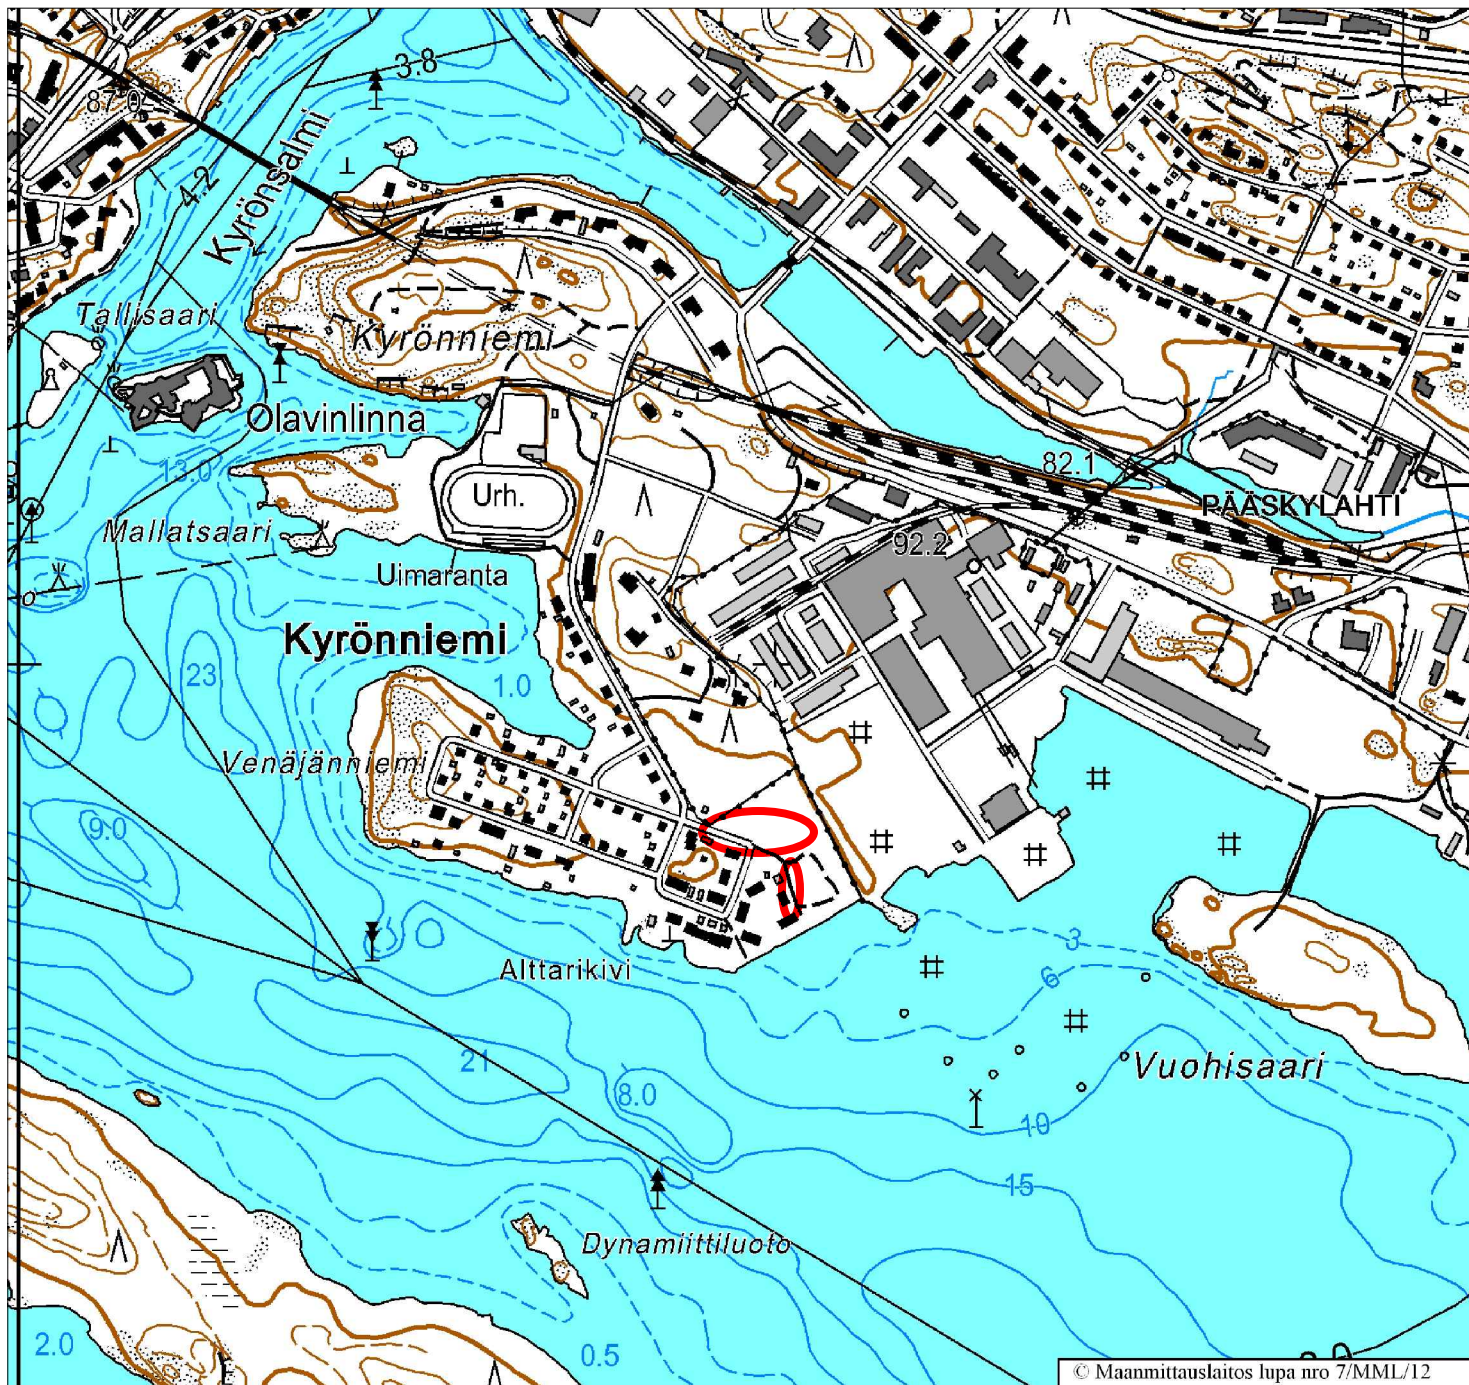 3.8
87.0
4.2
Kyrönsalmi
Tallisaari
Kyrönniemi
Olavinlinna
13.0
82.1
Urh.
PÄÄSKYLAHTI
Mallatsaari
92.2
Uimaranta
Kyrönniemi
23
1.0
Venäjänniemi
9.0
3
Alttarikivi
6
21
Vuohisaari
8.0
10
15
Dynamiittiluoto
2.0
0.5
© Maanmittauslaitos lupa nro 7/MML/12